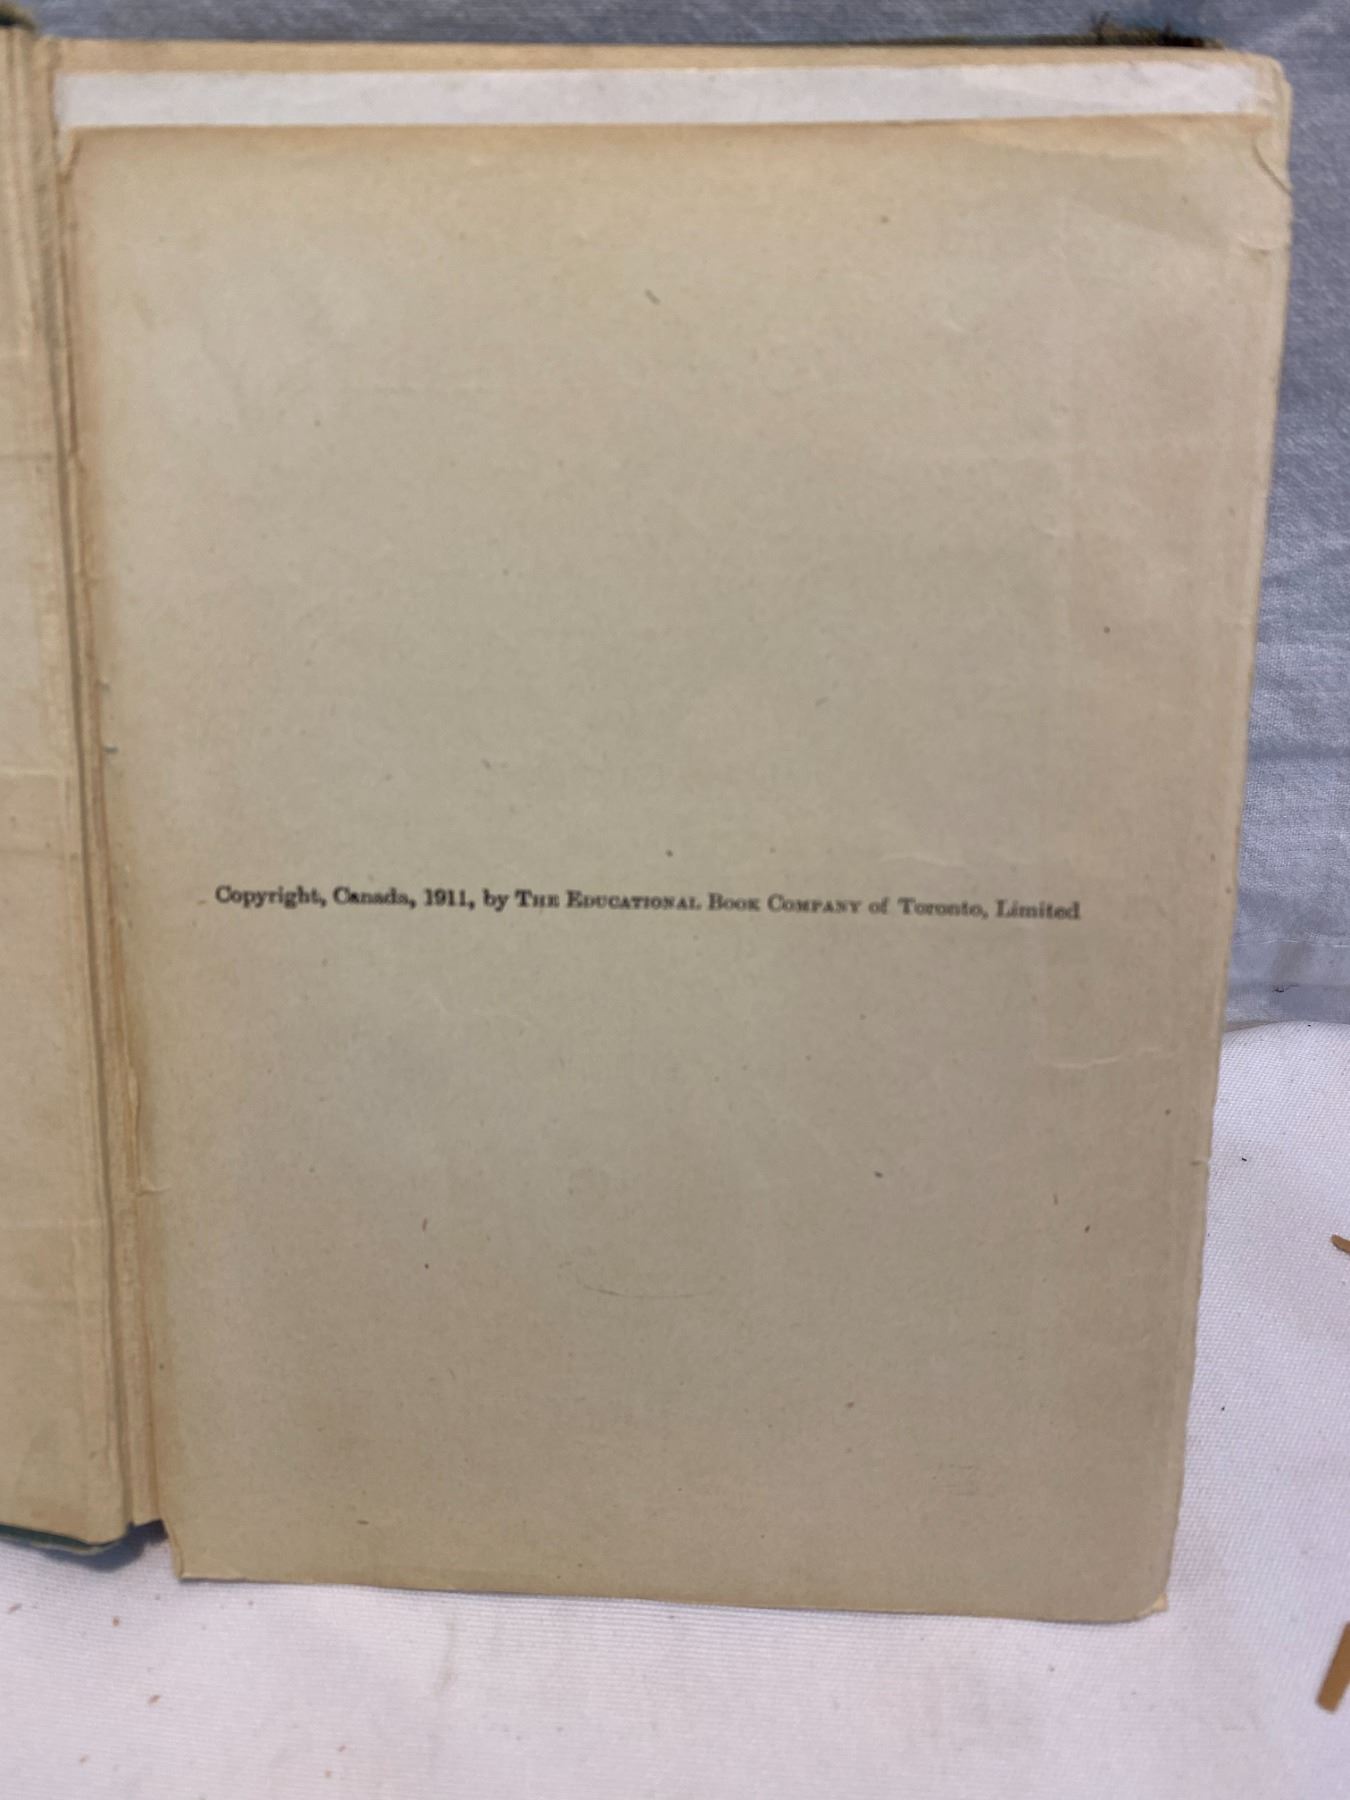 Copyright, Canada, 1911, by THE EDUCATIONAL BOOK COMPANY of Toronto, Limited